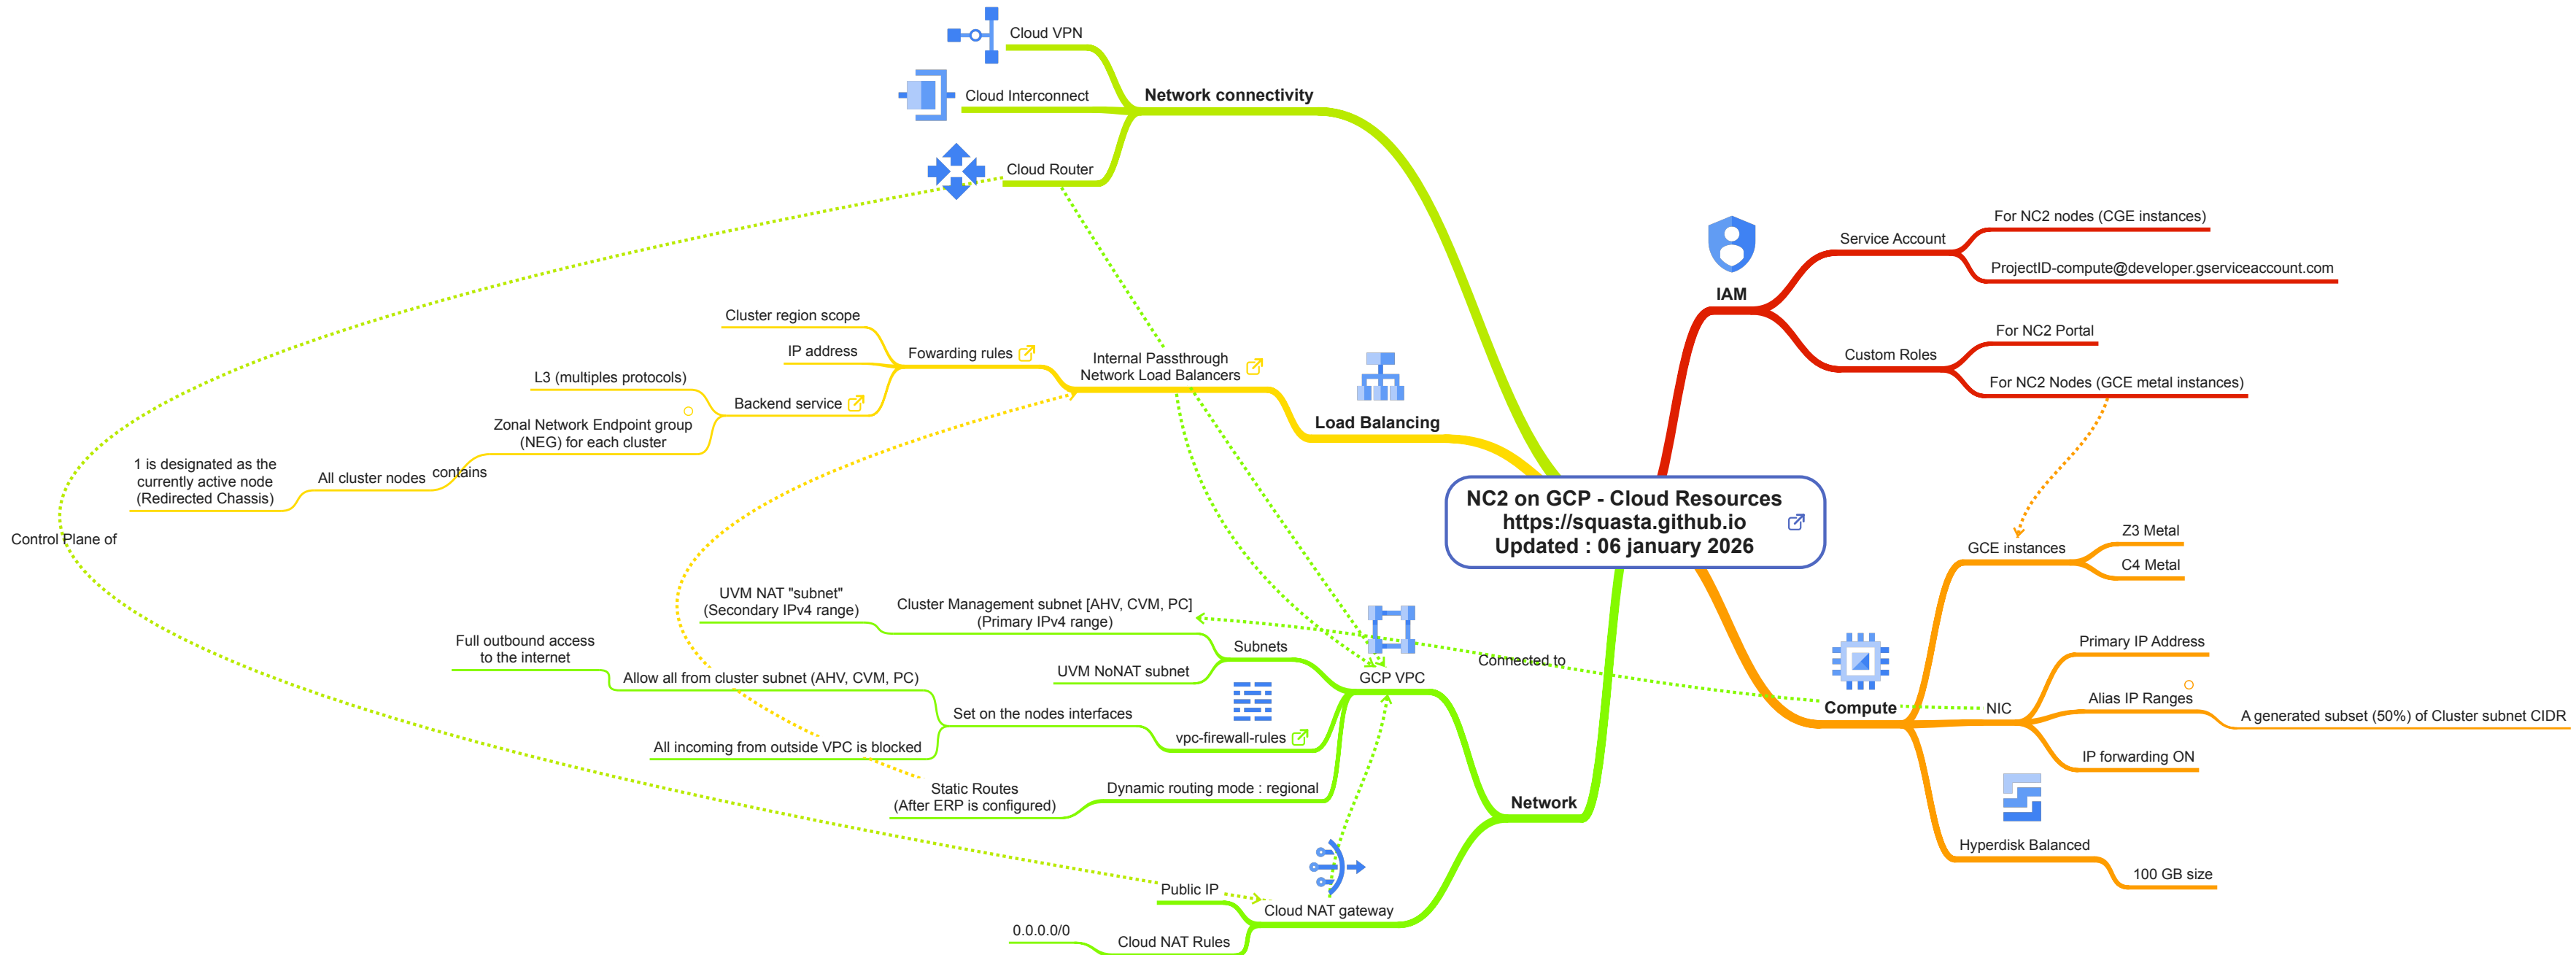 Cloud VPN
Cloud Interconnect
Network connectivity
Cloud Router
For NC2 nodes (CGE instances)
Service Account
ProjectID-compute@developer.gserviceaccount.com
IAM
For NC2 Portal
Custom Roles
For NC2 Nodes (GCE metal instances)
Cluster region scope
IP address
Fowarding rules
Internal Passthrough
Network Load Balancers
L3 (multiples protocols)
Backend service
Load Balancing
Zonal Network Endpoint group
(NEG) for each cluster
1 is designated as the
currently active node
(Redirected Chassis)
All cluster nodes
contains
Control Plane of
NC2 on GCP - Cloud Resources
https://squasta.github.io
Updated : 06 january 2026
Z3 Metal
GCE instances
C4 Metal
UVM NAT "subnet"
(Secondary IPv4 range)
Cluster Management subnet [AHV, CVM, PC]
(Primary IPv4 range)
Full outbound access
to the internet
Subnets
UVM NoNAT subnet
Connected to
GCP VPC
Allow all from cluster subnet (AHV, CVM, PC)
Set on the nodes interfaces
vpc-firewall-rules
All incoming from outside VPC is blocked
Static Routes
(After ERP is configured)
Dynamic routing mode : regional
Network
Primary IP Address
Compute
NIC
Alias IP Ranges
A generated subset (50%) of Cluster subnet CIDR
IP forwarding ON
Hyperdisk Balanced
100 GB size
Public IP
Cloud NAT gateway
0.0.0.0/0
Cloud NAT Rules